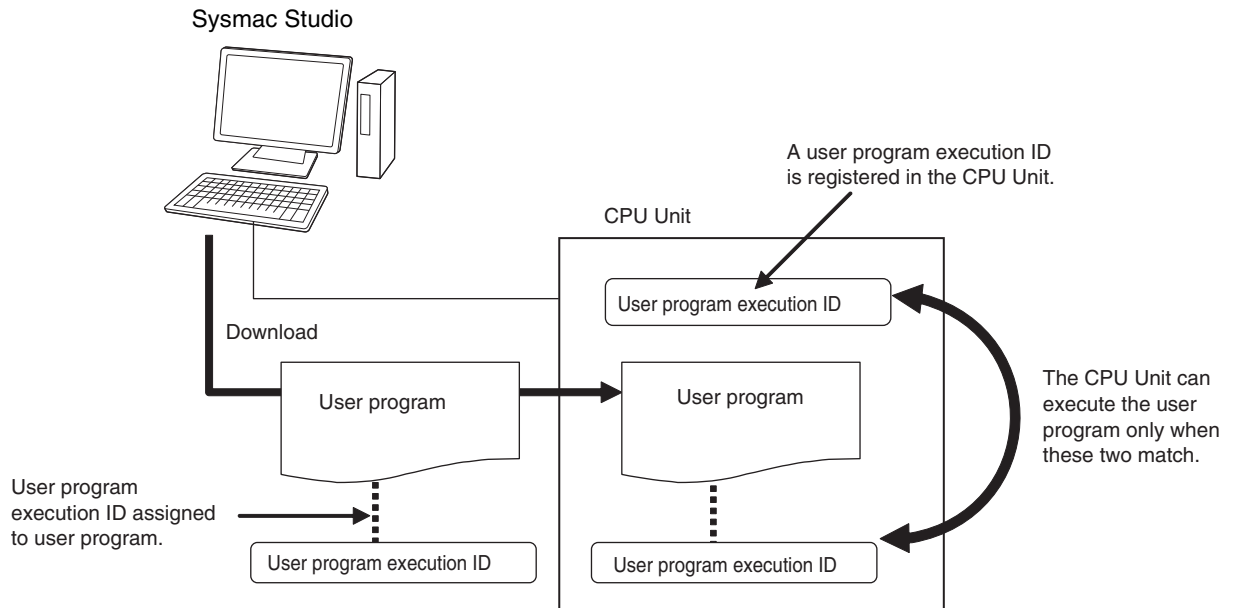 Sysmac Studio
A user program execution ID
is registered in the CPU Unit.
CPU Unit
User program execution ID
Download
User program
User program
The CPU Unit can
execute the user
program only when
these two match.
User program
execution ID assigned
to user program.
User program execution ID
User program execution ID